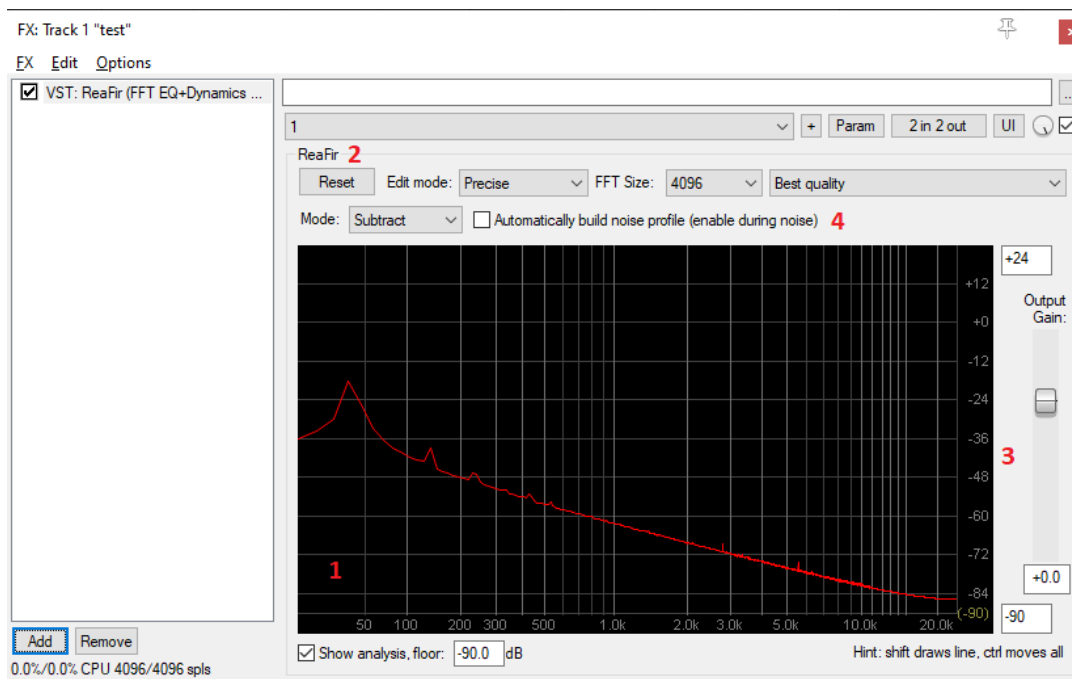 FX: Track 1 "test"
FX Edit Options
VST: ReaFir (FFT EQ+Dynamics ...
...
1 + Param 2 in 2 out UI
ReaFir 2
Reset Edit mode: Precise FFT Size: 4096 Best quality
Mode: Subtract Automatically build noise profile (enable during noise) 4
+24
+12
Output
Gain:
+0
-12
-24
-36
3
-48
-60
-72
1
+0.0
-84
(-90)
-90
50 100 200 300 500 1.0k 2.0k 3.0k 5.0k 10.0k 20.0k
Add Remove
Show analysis, floor: -90.0 dB Hint: shift draws line, ctrl moves all
0.0%/0.0% CPU 4096/4096 spls